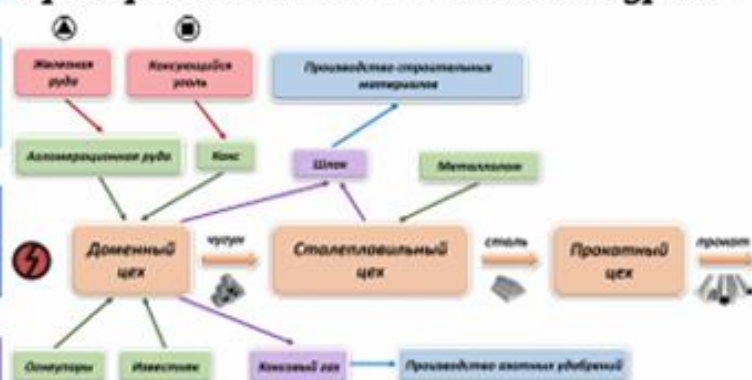 Железная
руда
Коксующийся
уголь
Производство строительных
материалов
Агломерационная руда
Кокс
Шлак
Металлолом
Доменный
цех
чугун
Сталеплавильный
цех
сталь
Прокатный
цех
прокат
Огнеупоры
Известняк
Коксовый газ
Производство азотных удобрений